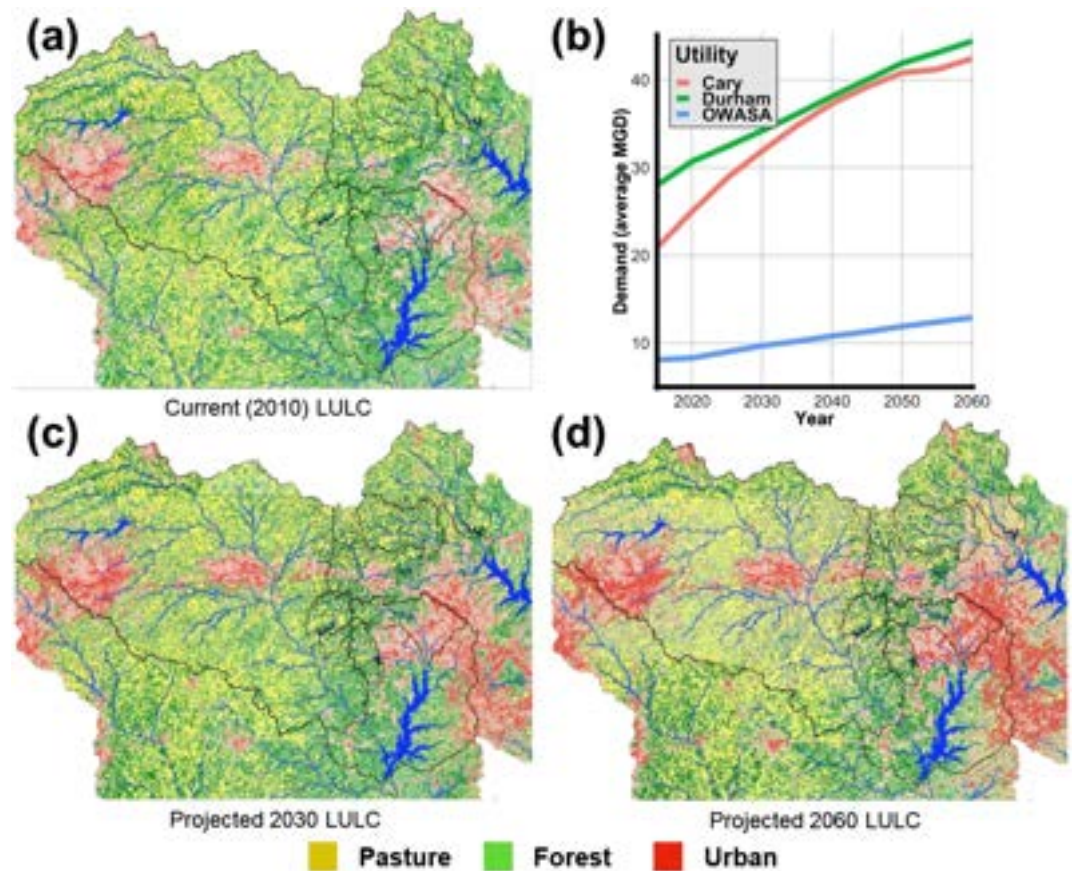 (a)
Current (2010) LULC
(b)
Utility
Cary
Durham
OWASA
Demand (average MGD)
40
30
20
10
2020 2030 2040 2050 2060
Year
(c)
Projected 2030 LULC
(d)
Projected 2060 LULC
Pasture Forest Urban